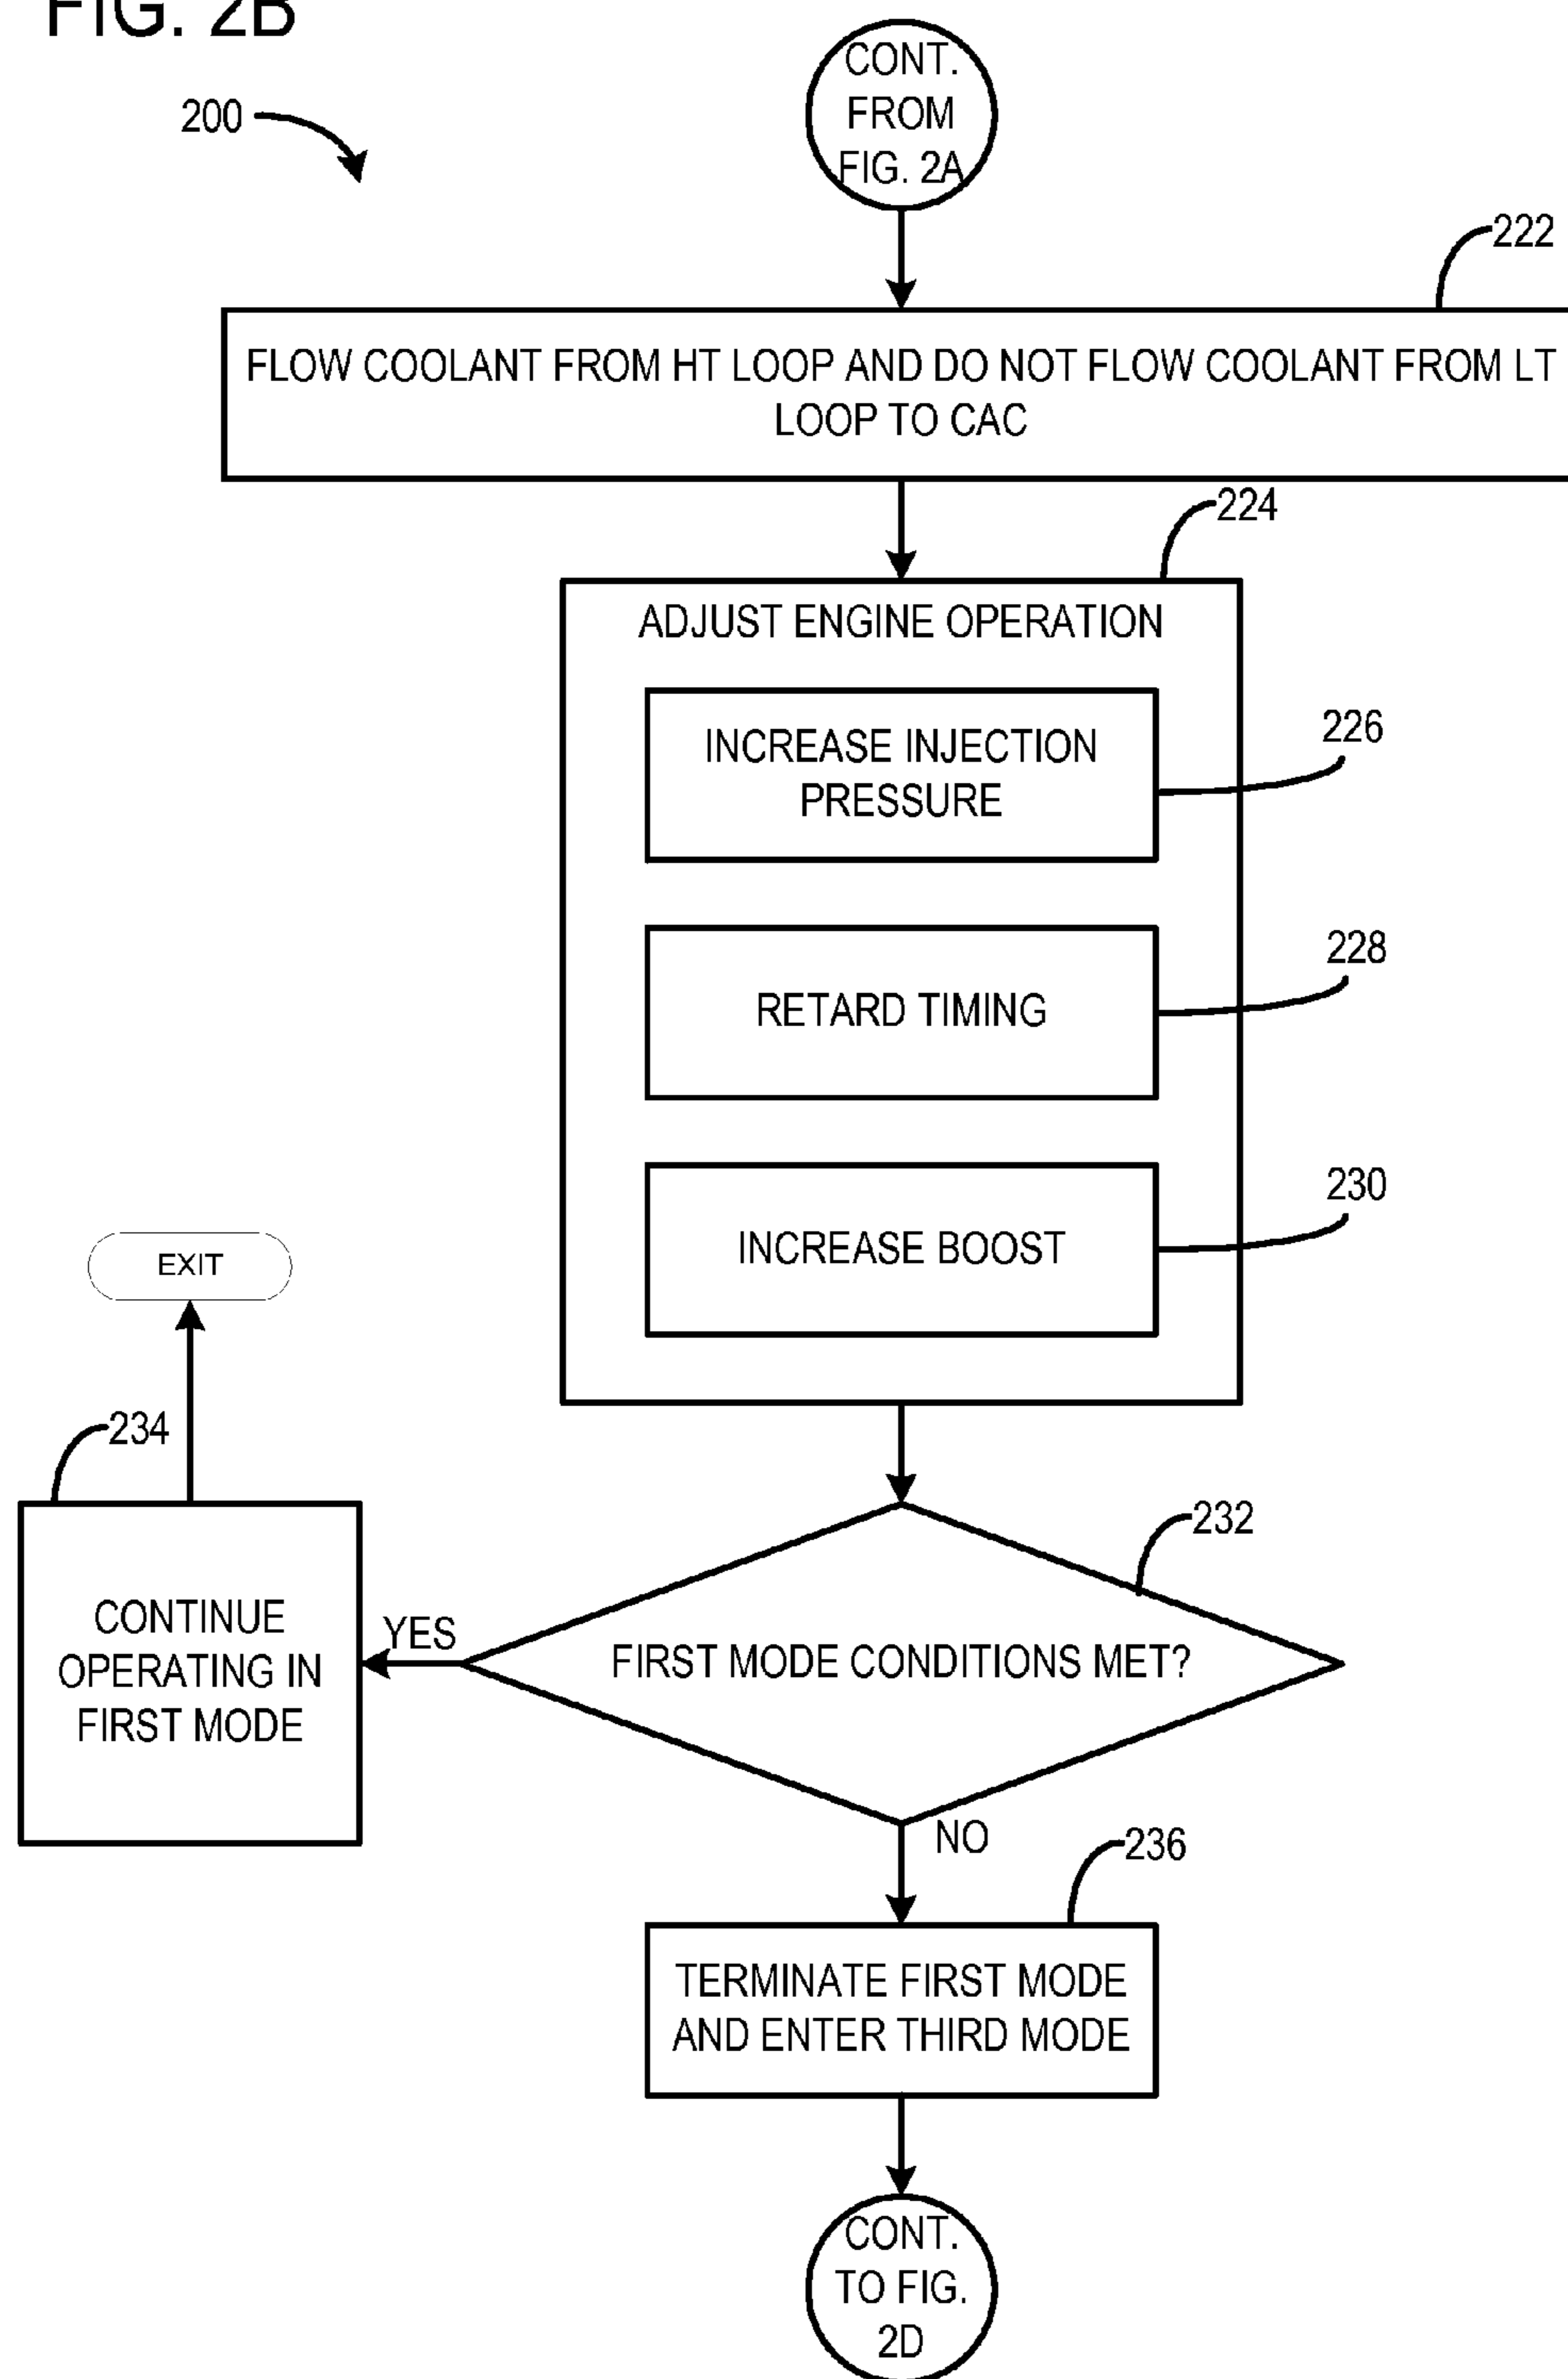 FIG. 2B
200
CONT.
FROM
FIG. 2A
222
FLOW COOLANT FROM HT LOOP AND DO NOT FLOW COOLANT FROM LT
LOOP TO CAC
224
ADJUST ENGINE OPERATION
INCREASE INJECTION
PRESSURE
226
RETARD TIMING
228
INCREASE BOOST
230
EXIT
234
CONTINUE
OPERATING IN
FIRST MODE
YES
232
FIRST MODE CONDITIONS MET?
NO
236
TERMINATE FIRST MODE
AND ENTER THIRD MODE
CONT.
TO FIG.
2D